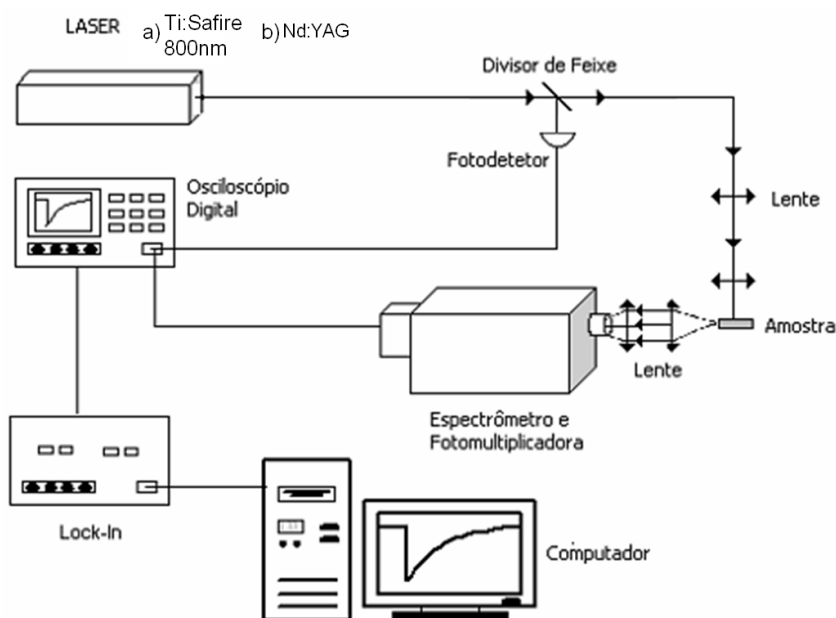 LASER
a) Ti:Safire
800nm
b) Nd:YAG
Divisor de Feixe
Fotodetetor
Osciloscópio
Digital
Lente
Amostra
Lente
Espectrômetro e
Fotomultiplicadora
Lock-In
Computador